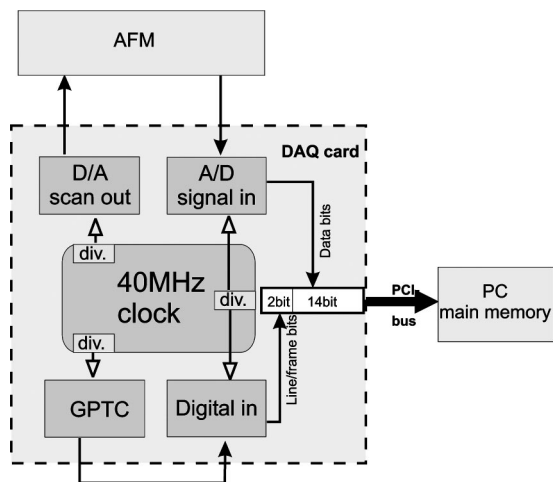 AFM
DAQ card
D/A
scan out
A/D
signal in
Data bits
div.
40MHz
clock
div.
div.
2bit
14bit
PCI
bus
PC
main memory
Line/frame bits
GPTC
Digital in